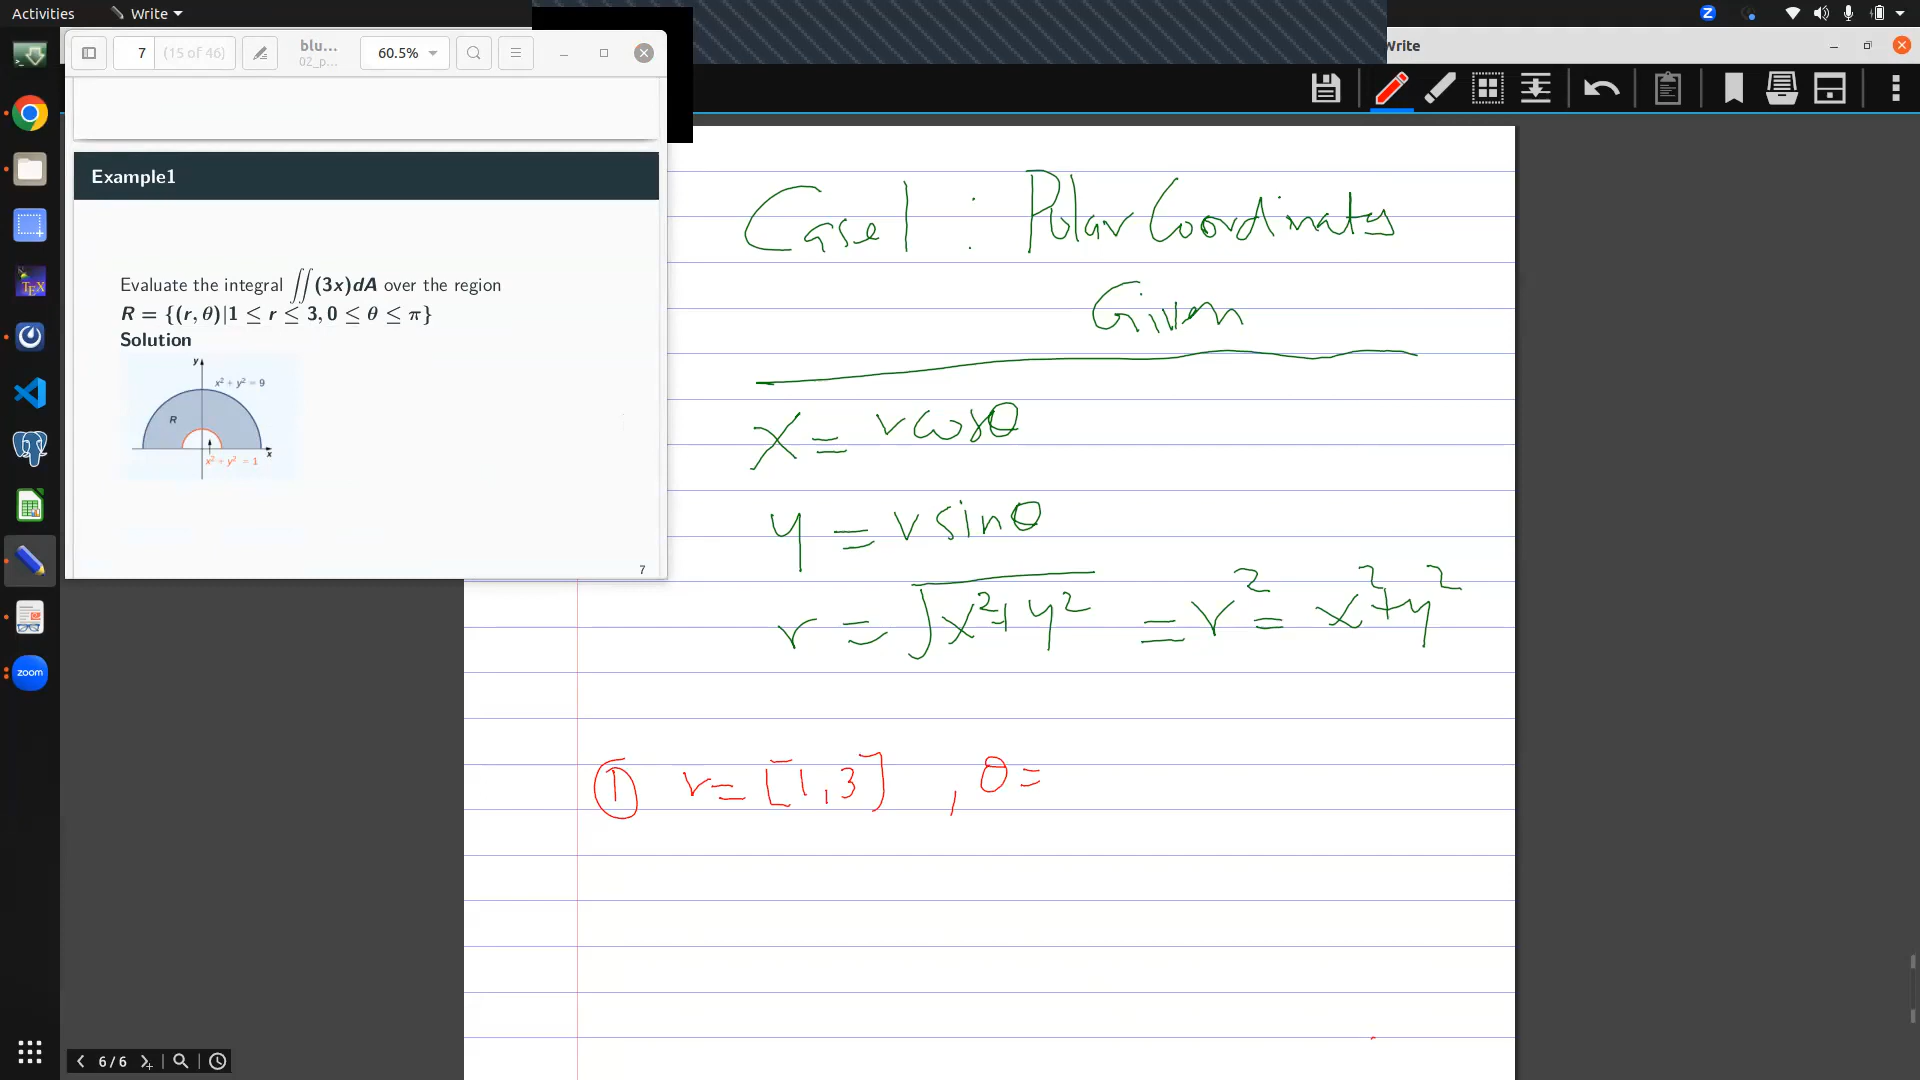 Activities
Write
7 (15 of 46)
blu...
02_p...
60.5%
Write
Example1
Evaluate the integral ∬(3x)dA over the region
R = {(r, θ)|1 ≤ r ≤ 3, 0 ≤ θ ≤ π}
Solution
y
x² + y² = 9
R
x
x² + y² = 1
7
Case 1 : Polar Coordinates
Given
x = r cos θ
y = r sin θ
r = √x²+y² = r² = x²+y²
① r = [1,3] , θ =
TEX
zoom
Z
6/6